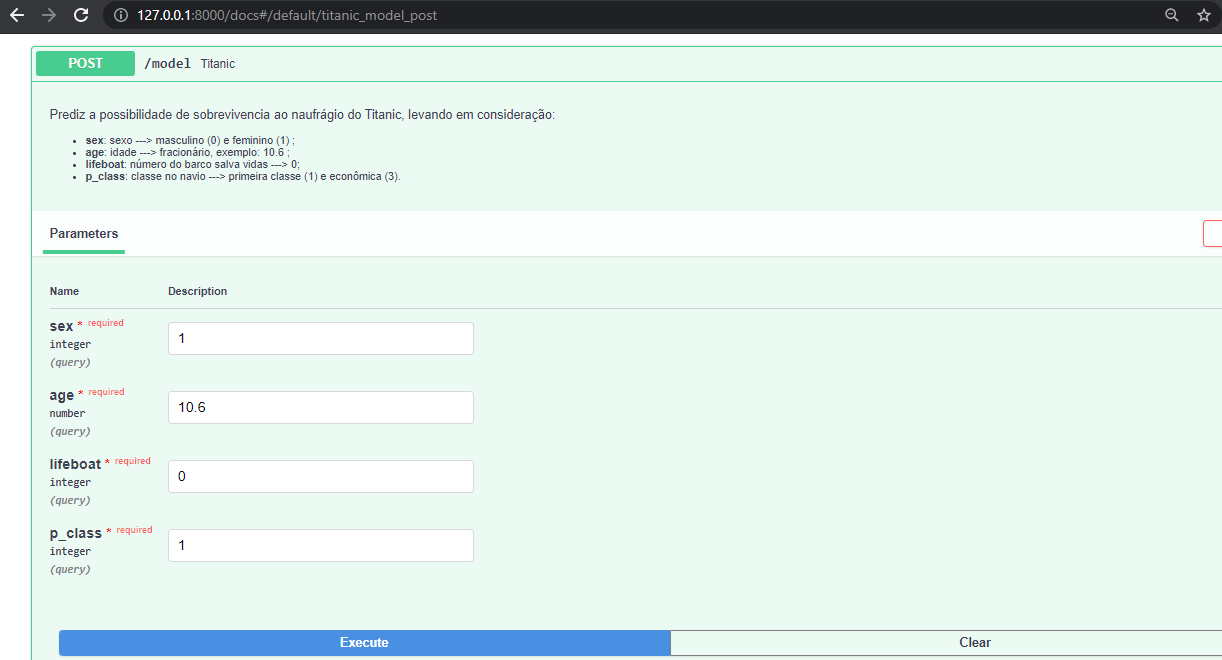 127.0.0.1:8000/docs#/default/titanic_model_post
POST /model Titanic
Prediz a possibilidade de sobrevivencia ao naufrágio do Titanic, levando em consideração:
• sex: sexo ---> masculino (0) e feminino (1) ;
• age: idade ---> fracionário, exemplo: 10.6 ;
• lifeboat: número do barco salva vidas ---> 0;
• p_class: classe no navio ---> primeira classe (1) e econômica (3).
Parameters
Name Description
sex * required
integer
(query)
1
age * required
number
(query)
10.6
lifeboat * required
integer
(query)
0
p_class * required
integer
(query)
1
Execute Clear